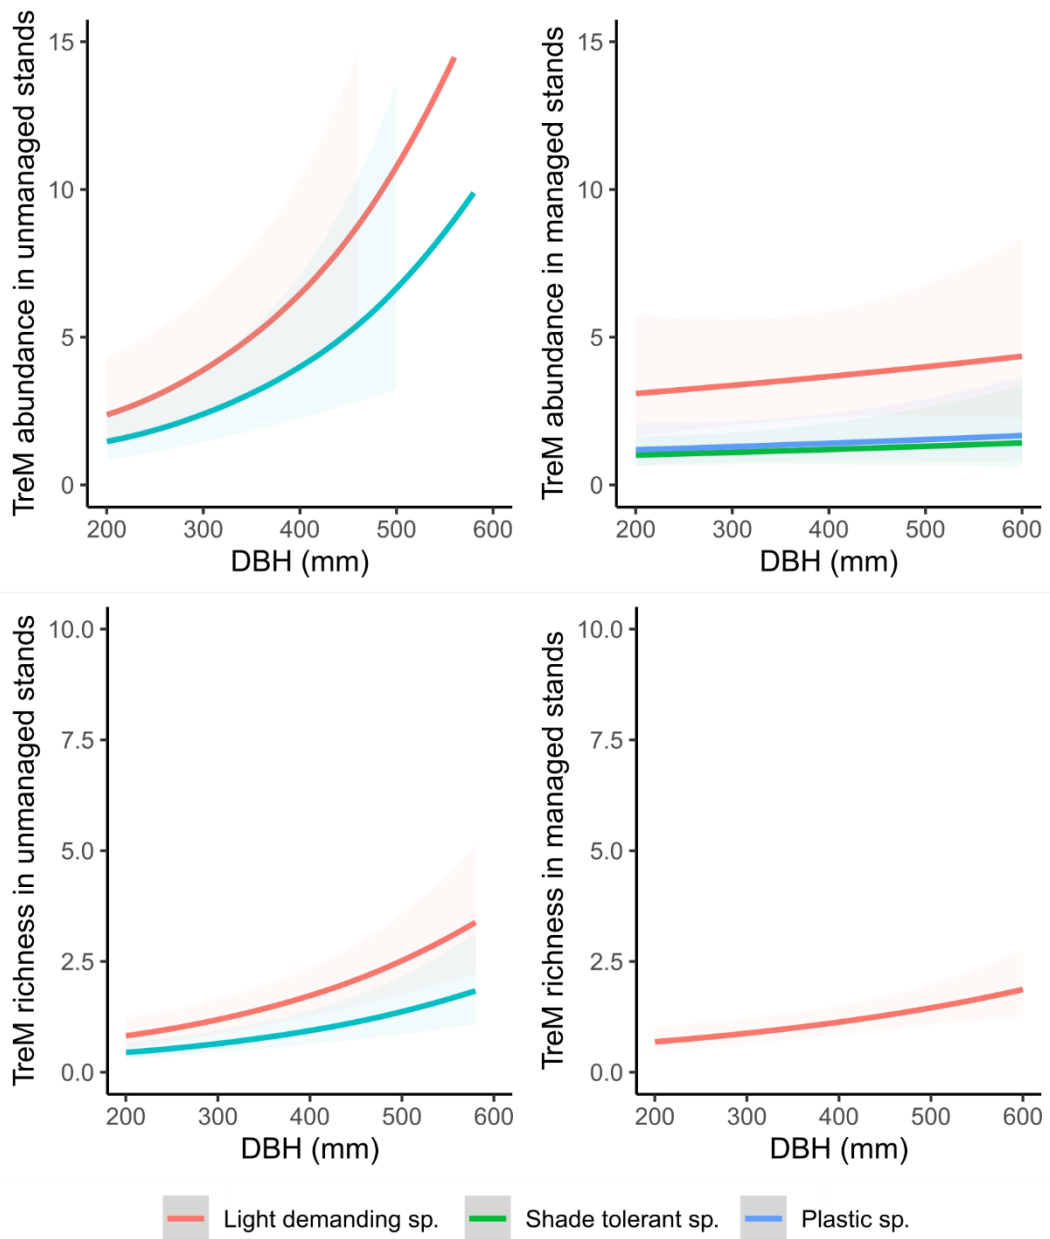 TreM abundance in unmanaged stands
15
10
5
0
200 300 400 500 600
DBH (mm)
TreM abundance in managed stands
15
10
5
0
200 300 400 500 600
DBH (mm)
TreM richness in unmanaged stands
10.0
7.5
5.0
2.5
0.0
200 300 400 500 600
DBH (mm)
TreM richness in managed stands
10.0
7.5
5.0
2.5
0.0
200 300 400 500 600
DBH (mm)
Light demanding sp. Shade tolerant sp. Plastic sp.